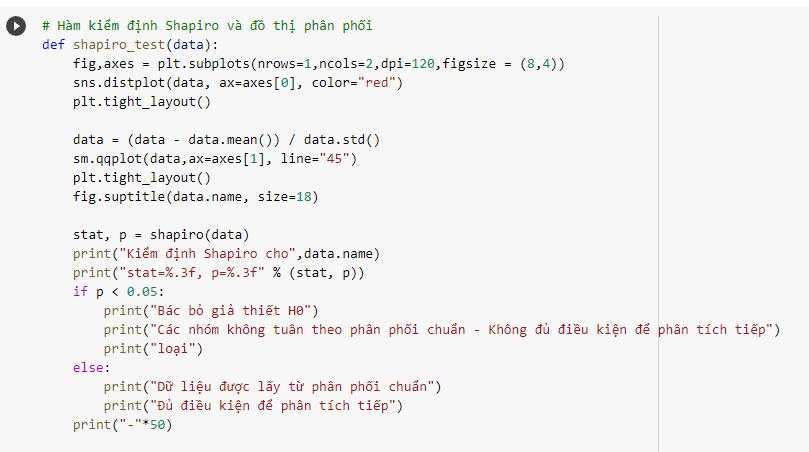 # Hàm kiểm định Shapiro và đồ thị phân phối
def shapiro_test(data):
    fig,axes = plt.subplots(nrows=1,ncols=2,dpi=120,figsize = (8,4))
    sns.distplot(data, ax=axes[0], color="red")
    plt.tight_layout()

    data = (data - data.mean()) / data.std()
    sm.qqplot(data,ax=axes[1], line="45")
    plt.tight_layout()
    fig.suptitle(data.name, size=18)

    stat, p = shapiro(data)
    print("Kiểm định Shapiro cho",data.name)
    print("stat=%.3f, p=%.3f" % (stat, p))
    if p < 0.05:
        print("Bác bỏ giả thiết H0")
        print("Các nhóm không tuân theo phân phối chuẩn - Không đủ điều kiện để phân tích tiếp")
        print("loại")
    else:
        print("Dữ liệu được lấy từ phân phối chuẩn")
        print("Đủ điều kiện để phân tích tiếp")
    print("-"*50)